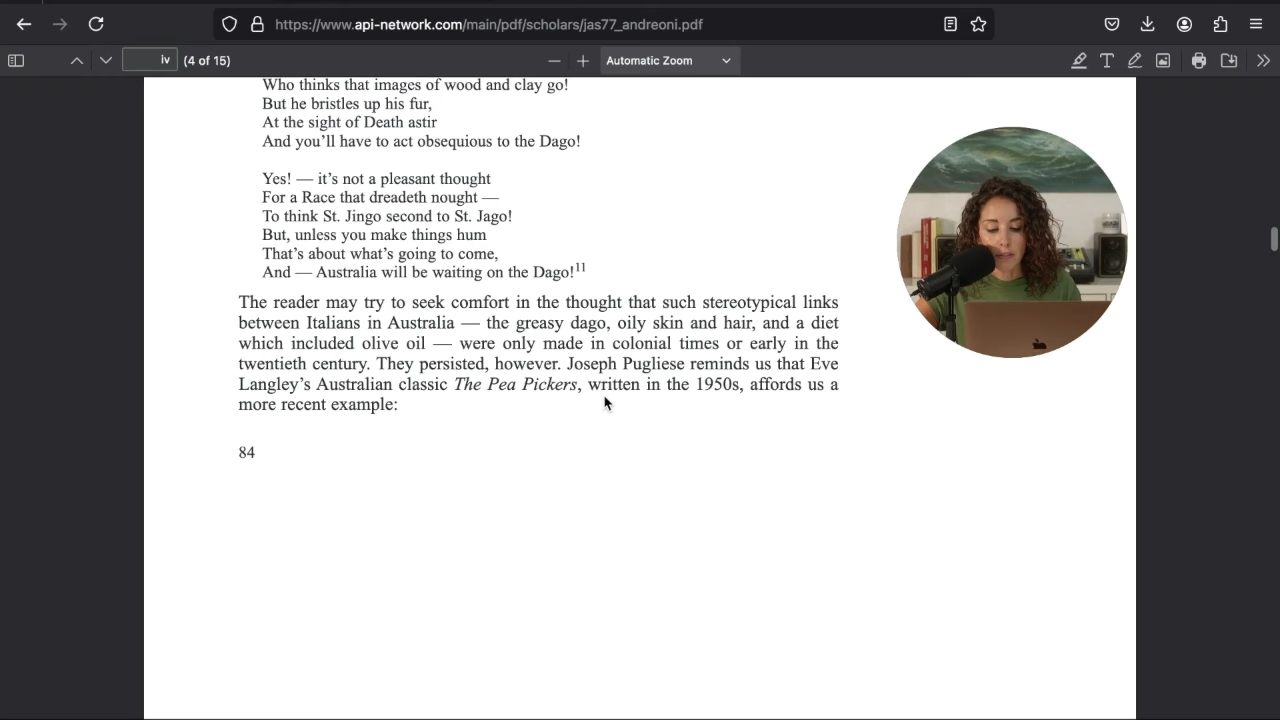 https://www.api-network.com/main/pdf/scholars/jas77_andreoni.pdf
iv (4 of 15) Automatic Zoom
Who thinks that images of wood and clay go!
But he bristles up his fur,
At the sight of Death astir
And you’ll have to act obsequious to the Dago!
Yes! — it’s not a pleasant thought
For a Race that dreadeth nought —
To think St. Jingo second to St. Jago!
But, unless you make things hum
That’s about what’s going to come,
And — Australia will be waiting on the Dago!11
The reader may try to seek comfort in the thought that such stereotypical links
between Italians in Australia — the greasy dago, oily skin and hair, and a diet
which included olive oil — were only made in colonial times or early in the
twentieth century. They persisted, however. Joseph Pugliese reminds us that Eve
Langley’s Australian classic The Pea Pickers, written in the 1950s, affords us a
more recent example:
84